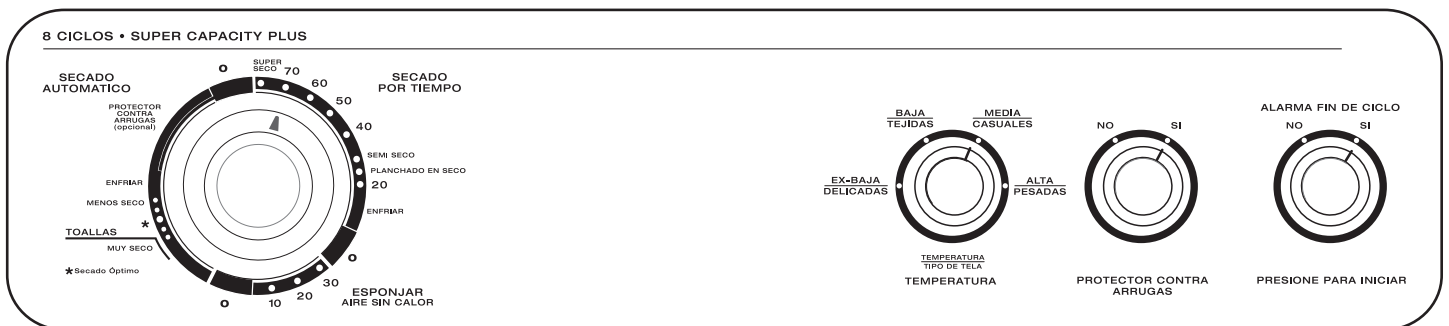 8 CICLOS • SUPER CAPACITY PLUS
SECADO
AUTOMATICO
PROTECTOR
CONTRA
ARRUGAS
(opcional)
ENFRIAR
MENOS SECO
*
TOALLAS
MUY SECO
*Secado Óptimo
0
SUPER
SECO
70
60
50
40
SEMI SECO
PLANCHADO EN SECO
20
ENFRIAR
0
30
20
10
0
SECADO
POR TIEMPO
ESPONJAR
AIRE SIN CALOR
BAJA
TEJÍDAS
MEDIA
CASUALES
EX-BAJA
DELICADAS
ALTA
PESADAS
TEMPERATURA
TIPO DE TELA
TEMPERATURA
NO
SI
PROTECTOR CONTRA
ARRUGAS
ALARMA FIN DE CICLO
NO
SI
PRESIONE PARA INICIAR